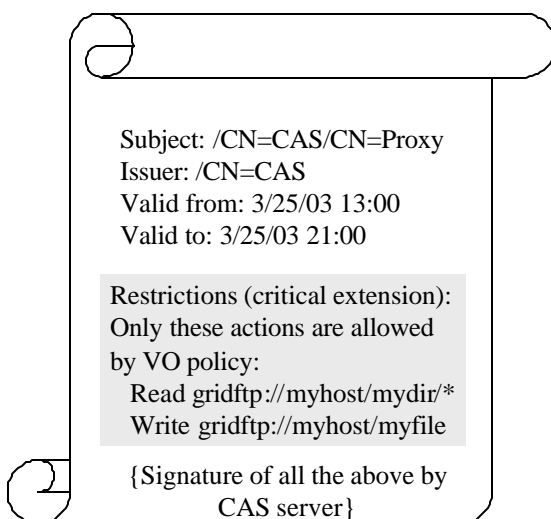 Subject: /CN=CAS/CN=Proxy
Issuer: /CN=CAS
Valid from: 3/25/03 13:00
Valid to: 3/25/03 21:00
Restrictions (critical extension):
Only these actions are allowed
by VO policy:
Read gridftp://myhost/mydir/*
Write gridftp://myhost/myfile
{Signature of all the above by
CAS server}